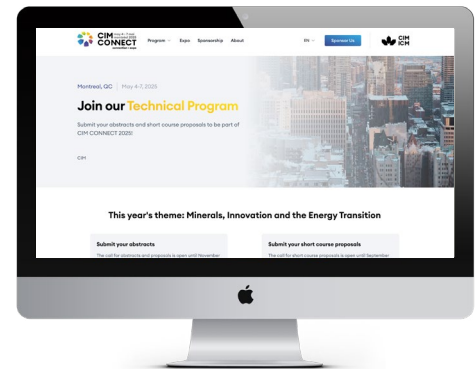 CIM
CONNECT
convention + expo
Program
Expo
Sponsorship
About
EN
Sponsor Us
CIM
ICM
Montreal, QC | May 4-7, 2025
Join our Technical Program
Submit your abstracts and short course proposals to be part of
CIM CONNECT 2025!
CIM
This year's theme: Minerals, Innovation and the Energy Transition
Submit your abstracts
Submit your short course proposals
The call for abstracts and proposals is open until November
The call for short course proposals is open until September